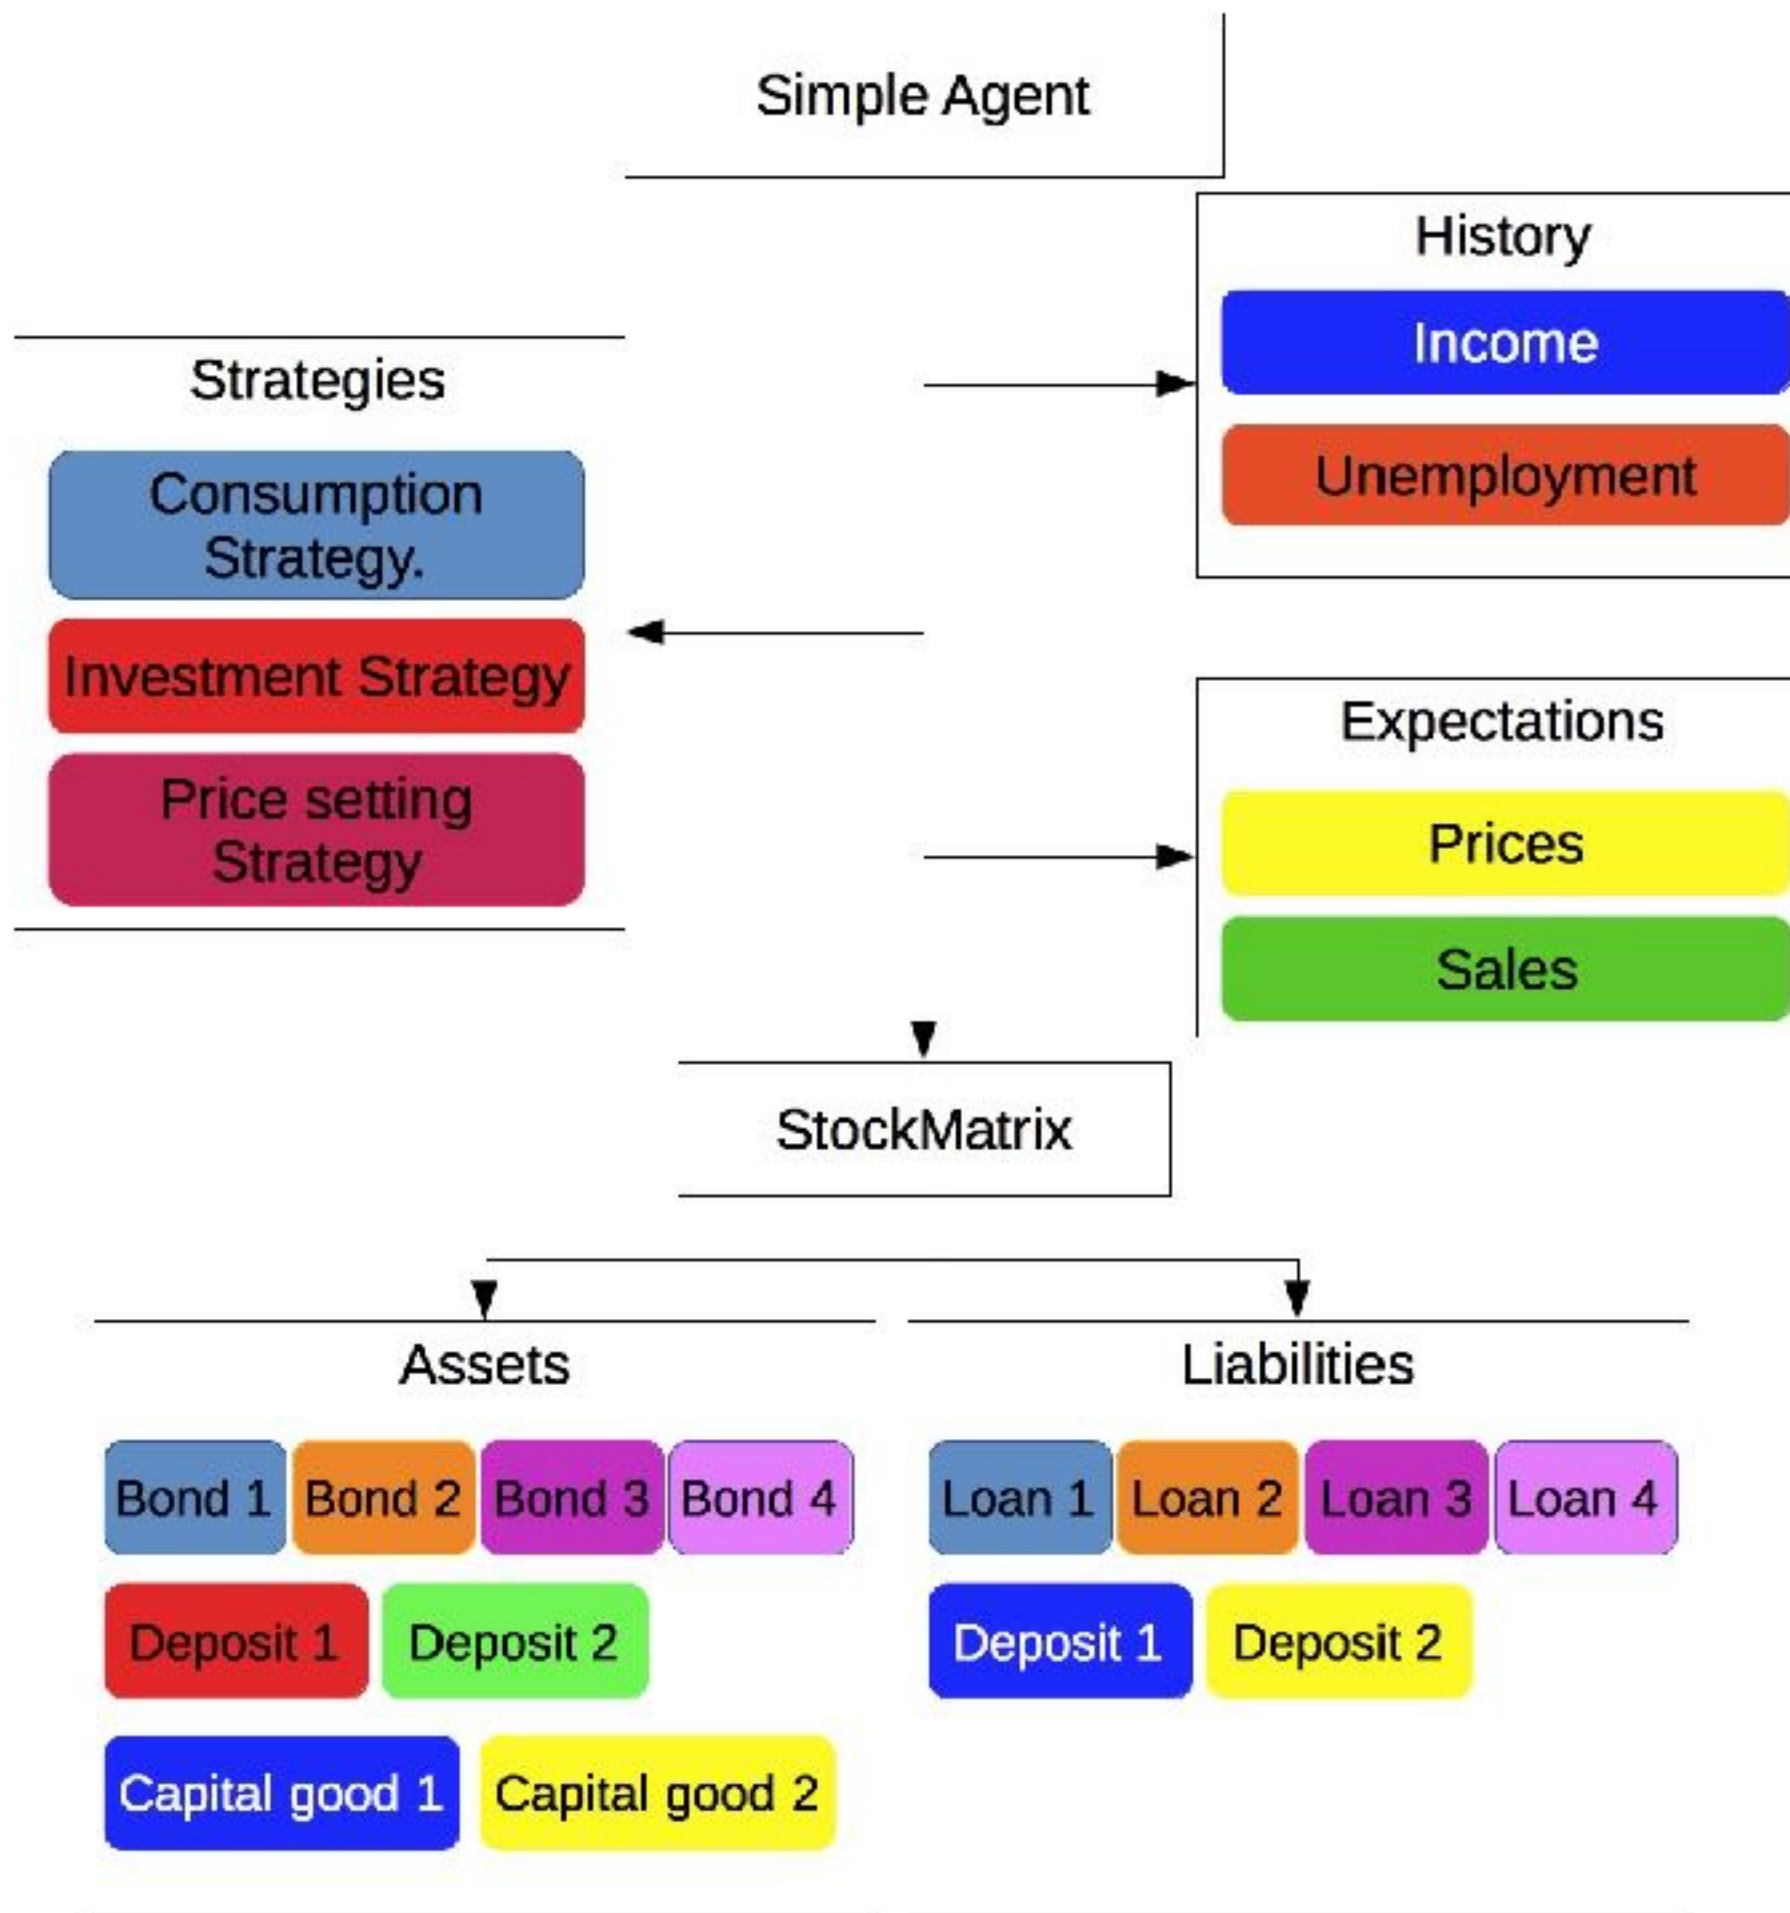 Simple Agent
History
Income
Unemployment
Strategies
Consumption
Strategy.
Investment Strategy
Price setting
Strategy
Expectations
Prices
Sales
StockMatrix
Assets
Bond 1 Bond 2 Bond 3 Bond 4
Deposit 1 Deposit 2
Capital good 1 Capital good 2
Liabilities
Loan 1 Loan 2 Loan 3 Loan 4
Deposit 1 Deposit 2